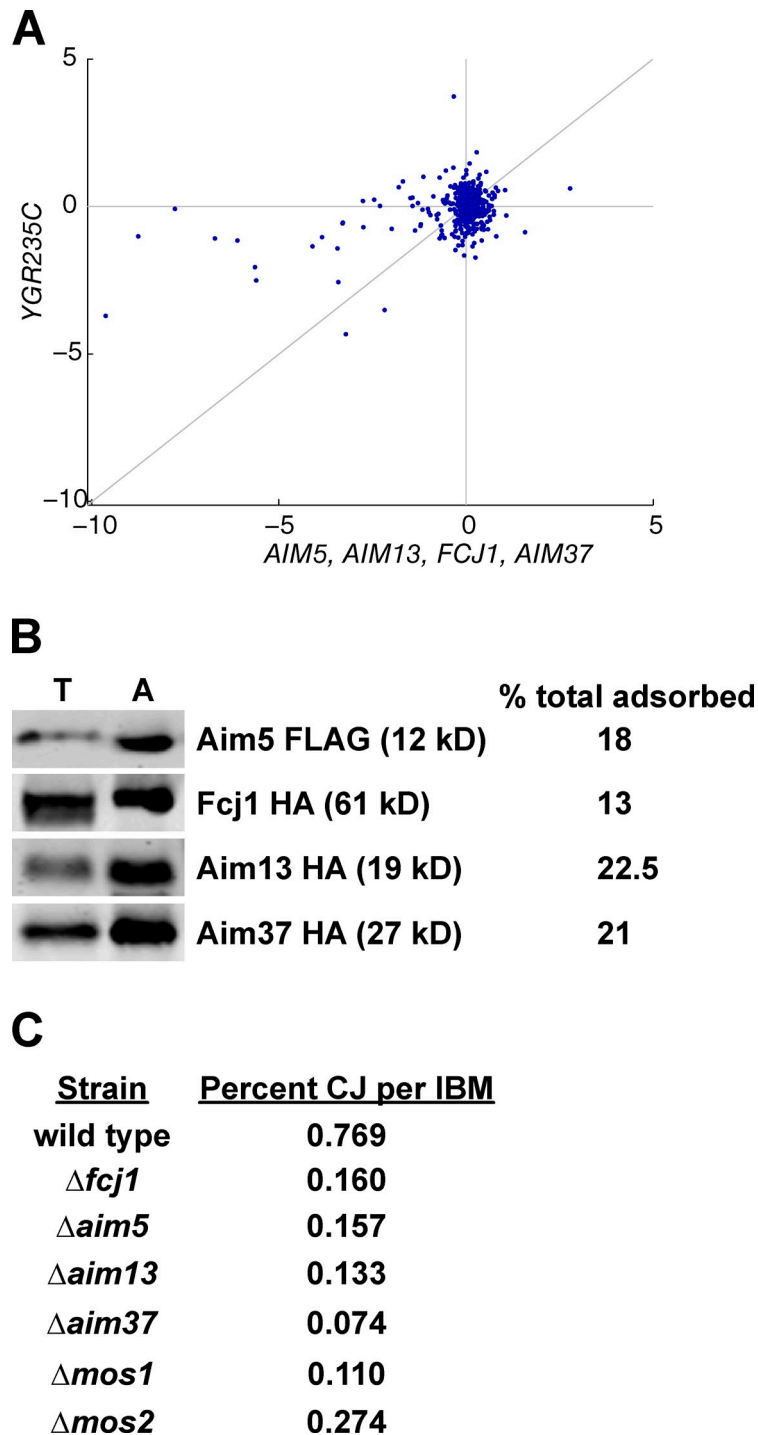 A
5
0
−5
−10
YGR235C
−10 −5 0 5
AIM5, AIM13, FCJ1, AIM37
B
T A % total adsorbed
Aim5 FLAG (12 kD) 18
Fcj1 HA (61 kD) 13
Aim13 HA (19 kD) 22.5
Aim37 HA (27 kD) 21
C
Strain Percent CJ per IBM
wild type 0.769
Δfcj1 0.160
Δaim5 0.157
Δaim13 0.133
Δaim37 0.074
Δmos1 0.110
Δmos2 0.274